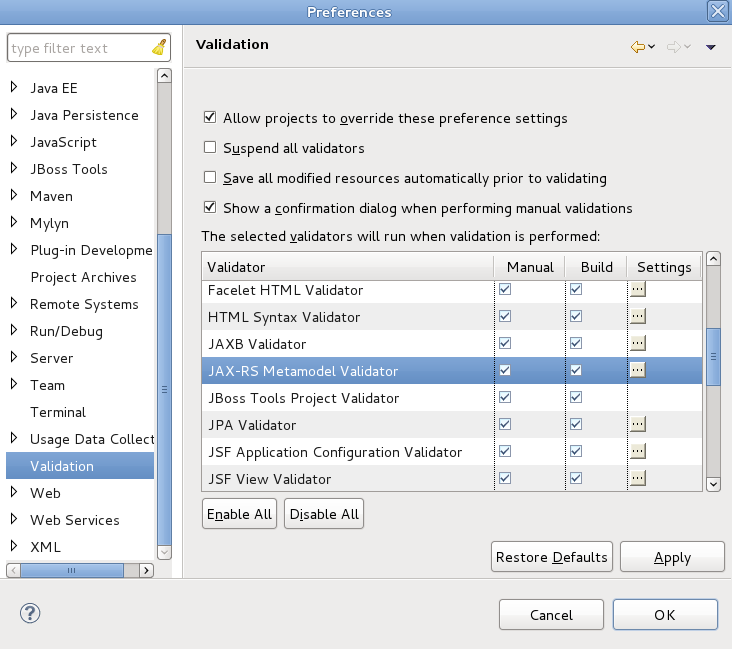 Preferences
type filter text
Java EE
Java Persistence
JavaScript
JBoss Tools
Maven
Mylyn
Plug-in Developme
Project Archives
Remote Systems
Run/Debug
Server
Team
Terminal
Usage Data Collect
Validation
Web
Web Services
XML
Validation
Allow projects to override these preference settings
Suspend all validators
Save all modified resources automatically prior to validating
Show a confirmation dialog when performing manual validations
The selected validators will run when validation is performed:
Validator Manual Build Settings
Facelet HTML Validator ...
HTML Syntax Validator ...
JAXB Validator ...
JAX-RS Metamodel Validator ...
JBoss Tools Project Validator
JPA Validator ...
JSF Application Configuration Validator ...
JSF View Validator ...
Enable All Disable All
Restore Defaults Apply
? Cancel OK